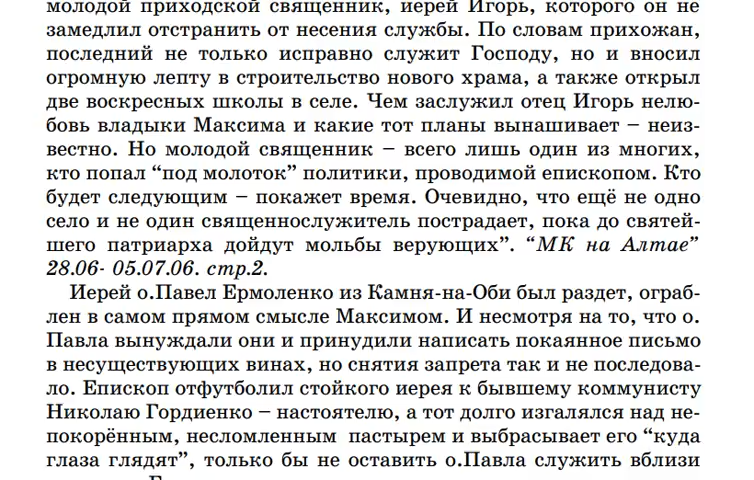 молодой приходской священник, иерей Игорь, которого он не
замедлил отстранить от несения службы. По словам прихожан,
последний не только исправно служит Господу, но и вносил
огромную лепту в строительство нового храма, а также открыл
две воскресных школы в селе. Чем заслужил отец Игорь нелю-
бовь владыки Максима и какие тот планы вынашивает – неиз-
вестно. Но молодой священник – всего лишь один из многих,
кто попал “под молоток” политики, проводимой епископом. Кто
будет следующим – покажет время. Очевидно, что ещё не одно
село и не один священнослужитель пострадает, пока до святей-
шего патриарха дойдут мольбы верующих”. “МК на Алтае”
28.06- 05.07.06. стр.2.
Иерей о.Павел Ермоленко из Камня-на-Оби был раздет, ограб-
лен в самом прямом смысле Максимом. И несмотря на то, что о.
Павла вынуждали они и принудили написать покаянное письмо
в несуществующих винах, но снятия запрета так и не последова-
ло. Епископ отфутболил стойкого иерея к бывшему коммунисту
Николаю Гордиенко – настоятелю, а тот долго изгалялся над не-
покорённым, несломленным пастырем и выбрасывает его “куда
глаза глядят”, только бы не оставить о.Павла служить вблизи